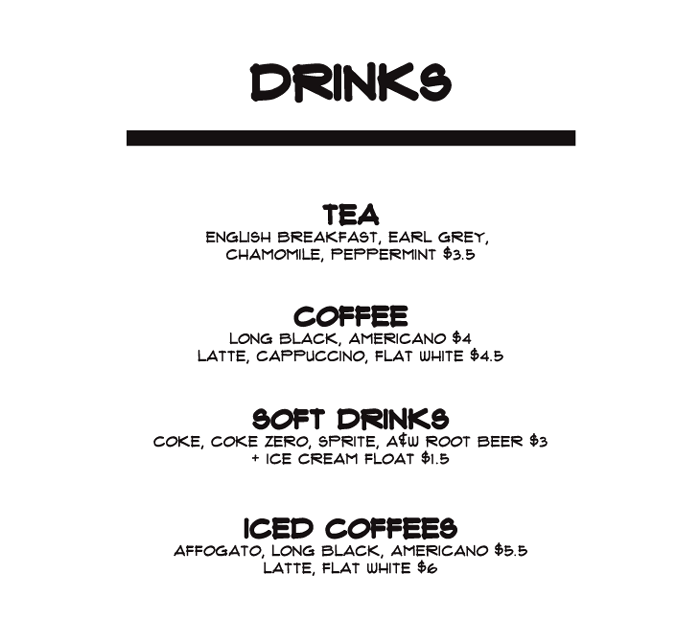 DRINKS
TEA
ENGLISH BREAKFAST, EARL GREY,
CHAMOMILE, PEPPERMINT $3.5
COFFEE
LONG BLACK, AMERICANO $4
LATTE, CAPPUCCINO, FLAT WHITE $4.5
SOFT DRINKS
COKE, COKE ZERO, SPRITE, A&W ROOT BEER $3
+ ICE CREAM FLOAT $1.5
ICED COFFEES
AFFOGATO, LONG BLACK, AMERICANO $5.5
LATTE, FLAT WHITE $6